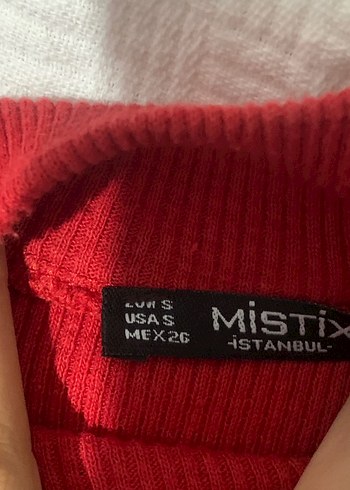 EUR S
USA S
MEX 26
MiSTiX
-iSTANBUL-